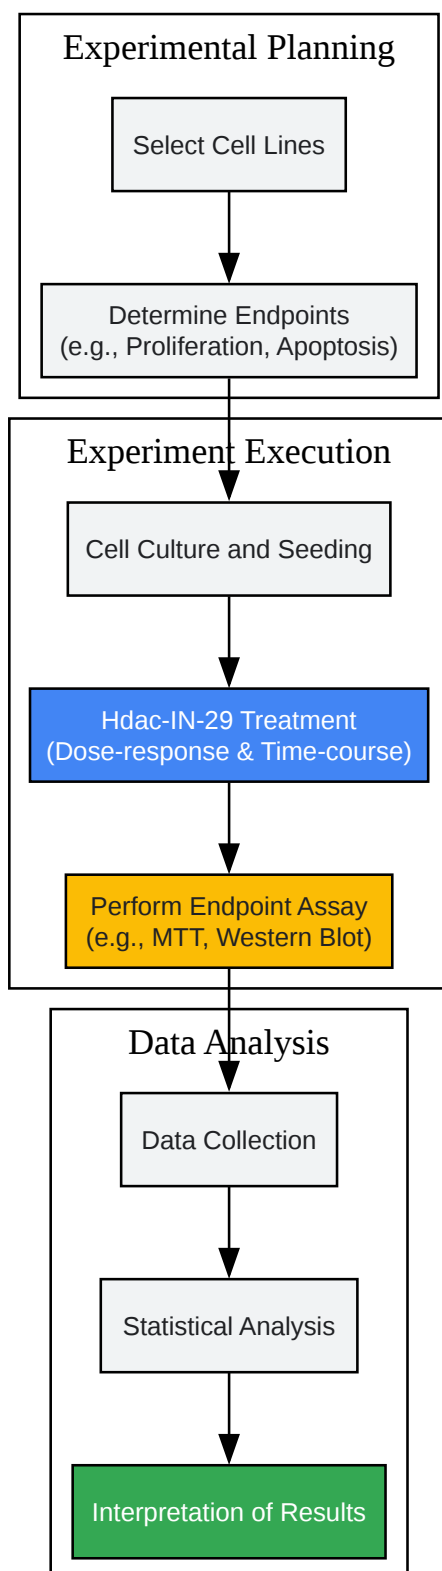 Experimental Planning
Select Cell Lines
Determine Endpoints
(e.g., Proliferation, Apoptosis)
Experiment Execution
Cell Culture and Seeding
Hdac-IN-29 Treatment
(Dose-response & Time-course)
Perform Endpoint Assay
(e.g., MTT, Western Blot)
Data Analysis
Data Collection
Statistical Analysis
Interpretation of Results